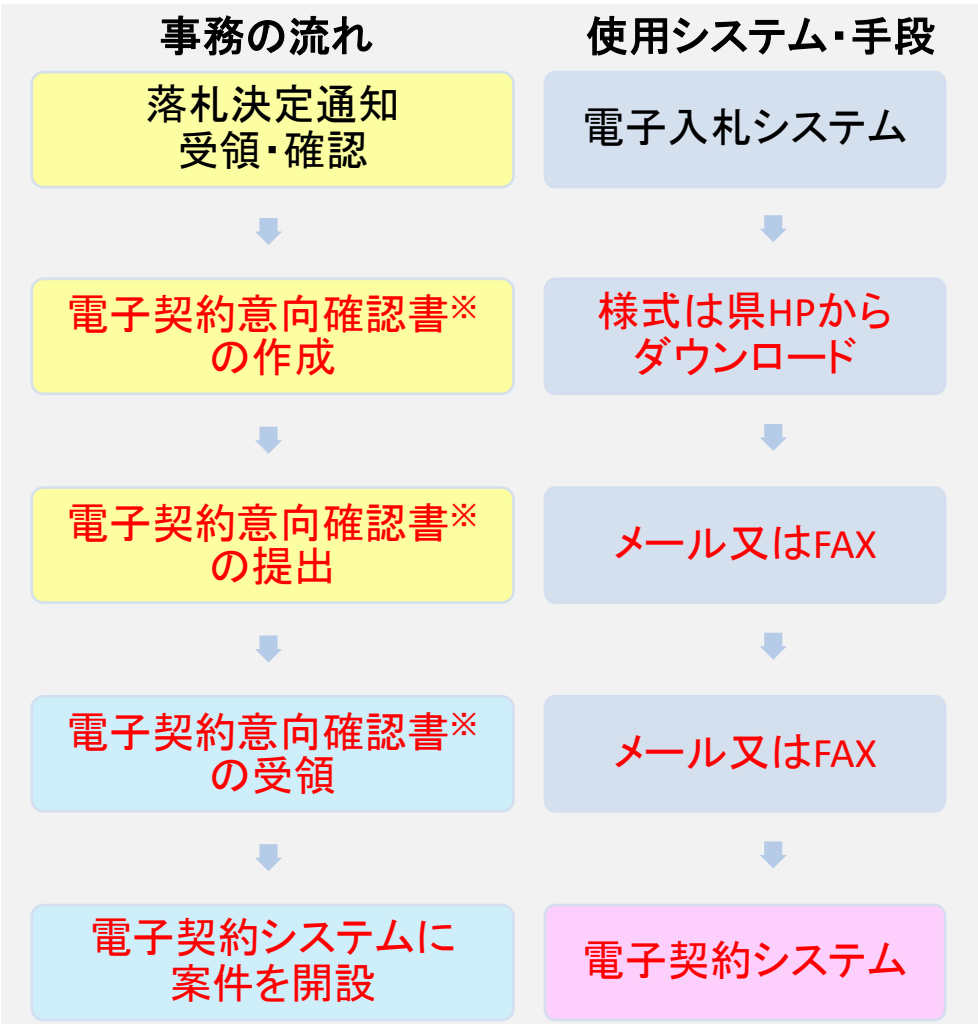 事務の流れ
使用システム・手段
落札決定通知
受領・確認
電子入札システム
電子契約意向確認書※
の作成
様式は県HPから
ダウンロード
電子契約意向確認書※
の提出
メール又はFAX
電子契約意向確認書※
の受領
メール又はFAX
電子契約システムに
案件を開設
電子契約システム